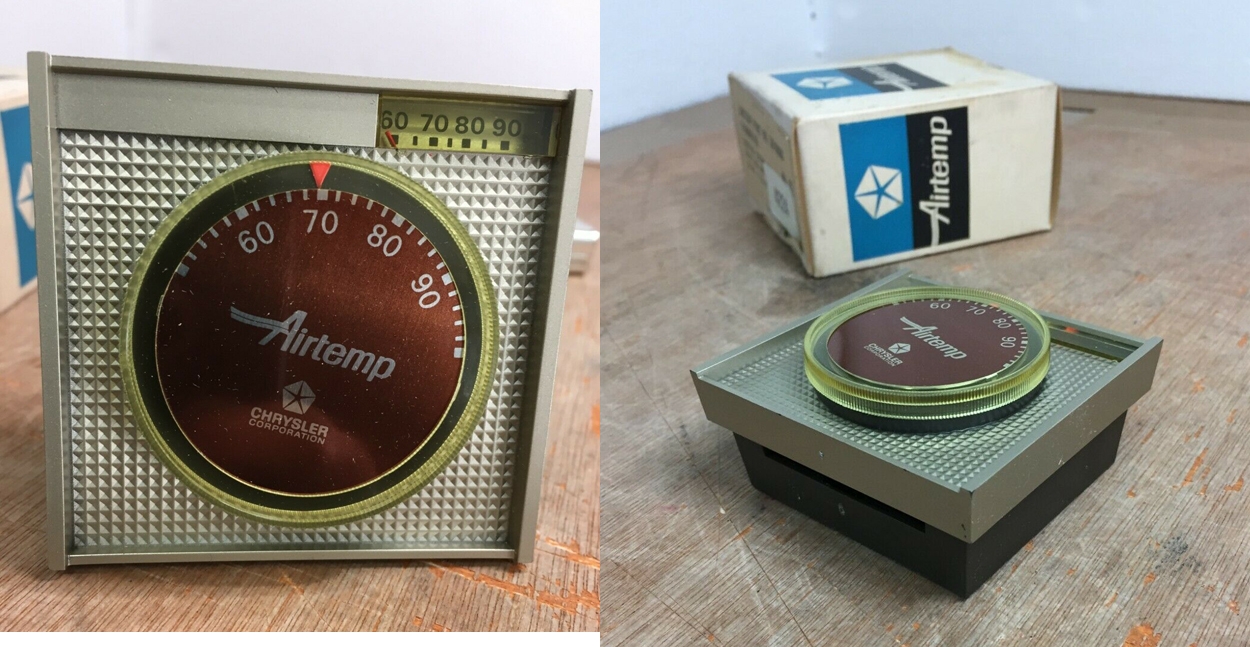 60 70 80 90
60 70 80 90
Airtemp
CHRYSLER
CORPORATION
Airtemp
60 70 80 90
Airtemp
CHRYSLER
CORPORATION